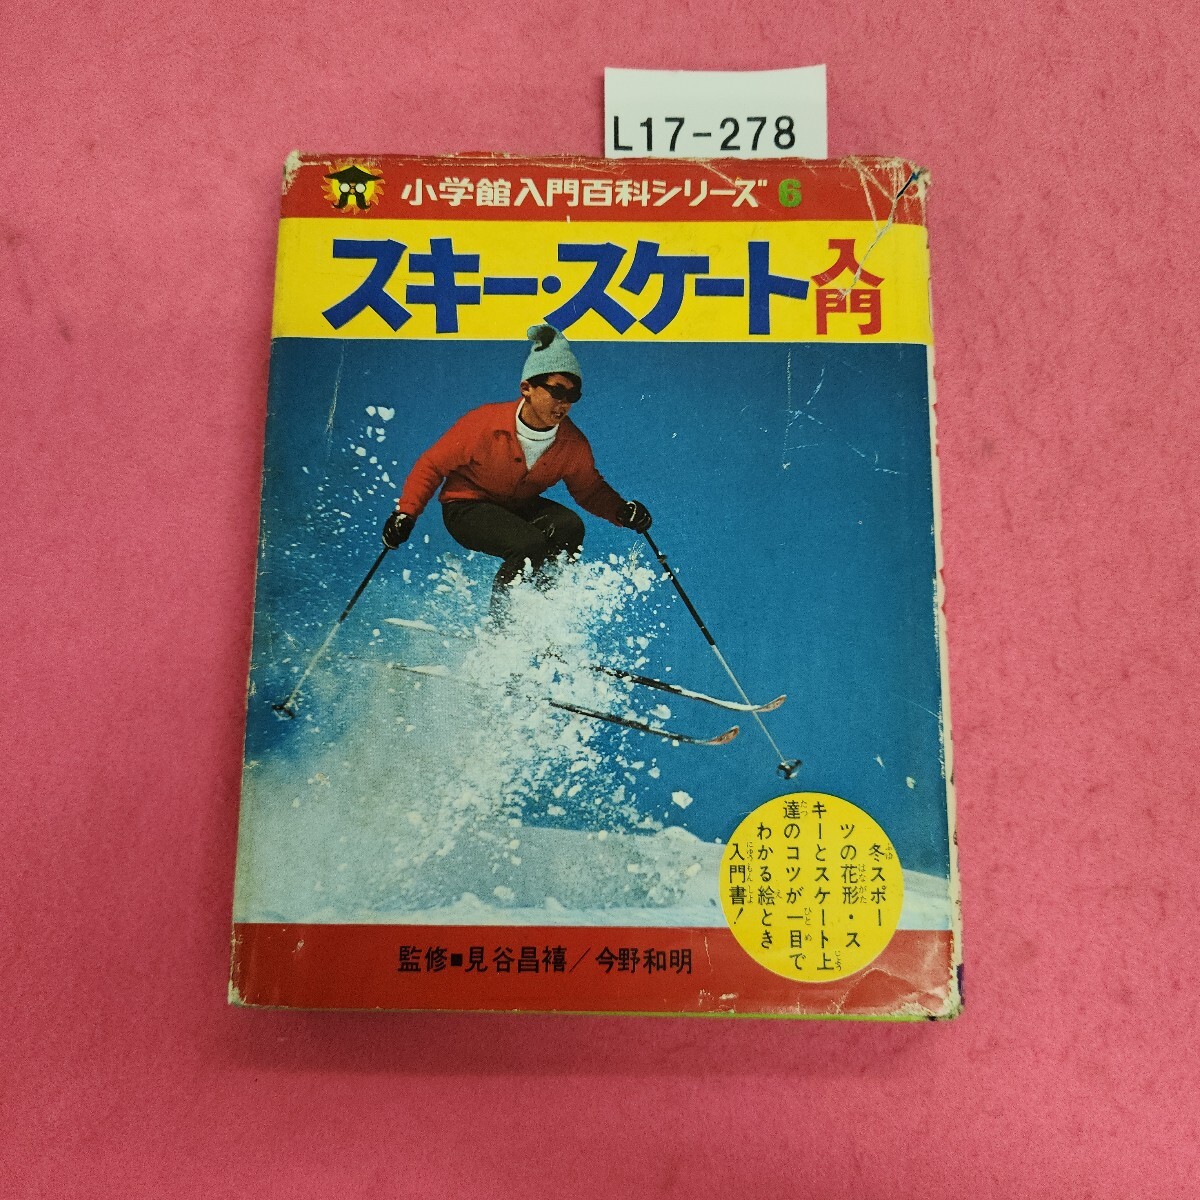 L17-278
小学館入門百科シリーズ 6
スキー・スケート入門
冬スポー
ツの花形・ス
キーとスケート上
達のコツが一目で
わかる絵とき
入門書!
監修■見谷昌禧/今野和明